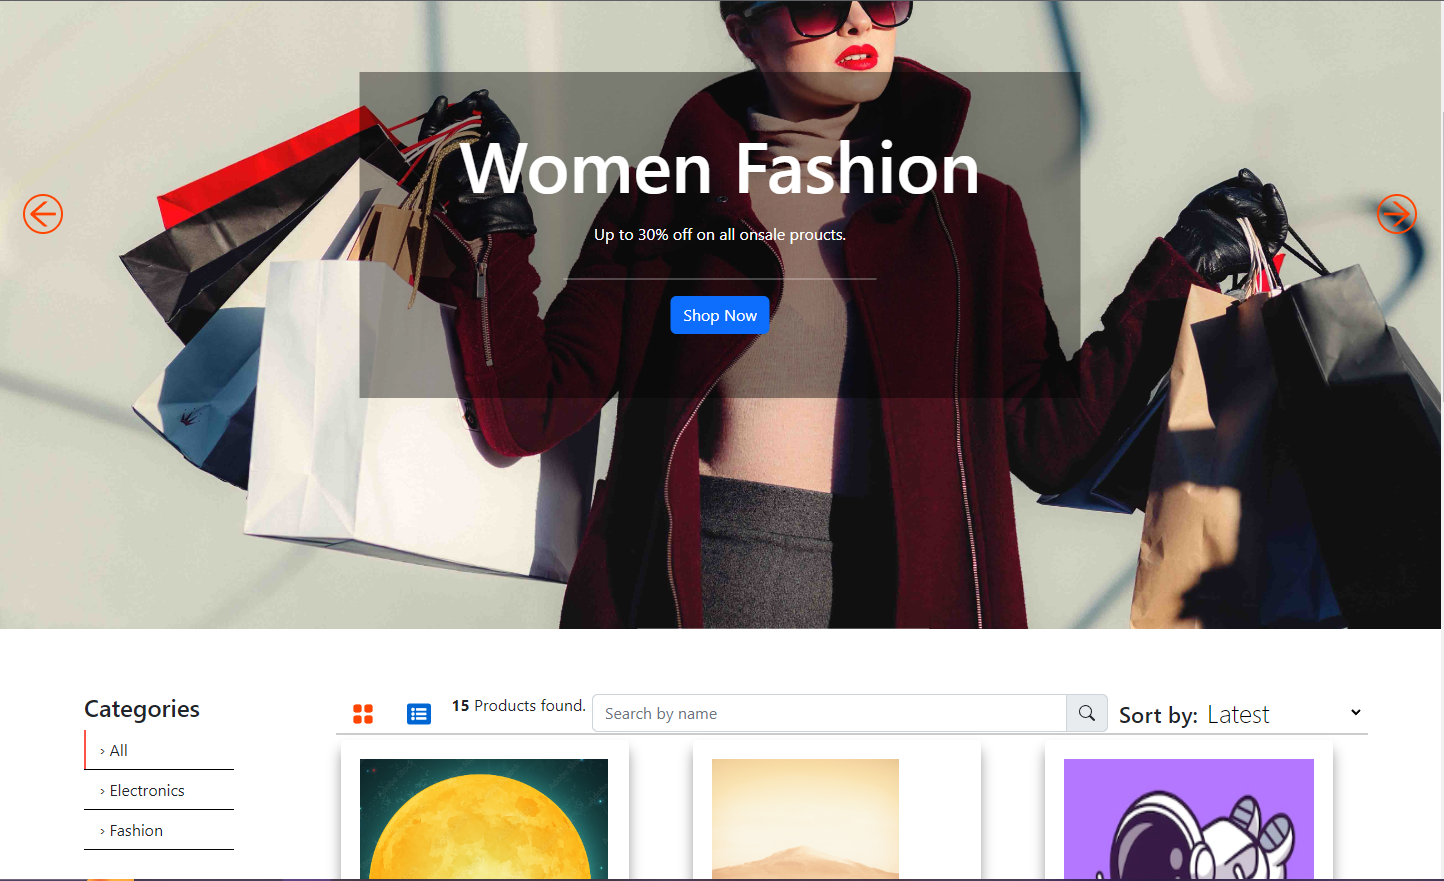 Women Fashion
Up to 30% off on all onsale proucts.
Shop Now
Categories
› All
› Electronics
› Fashion
15 Products found.
Search by name
Sort by: Latest